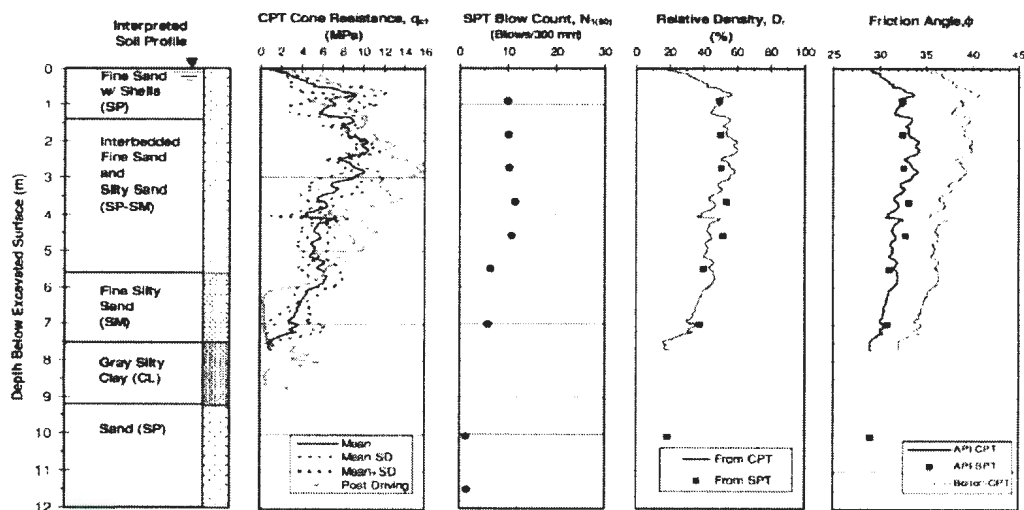 Interpreted
Soil Profile
CPT Cone Resistance, qc1
(MPa)
0 2 4 6 8 10 12 14 16
SPT Blow Count, N1(60)
(Blows/300 mm)
0 10 20 30
Relative Density, Dr
(%)
0 20 40 60 80 100
Friction Angle,ϕ
25 30 35 40 45
Depth Below Excavated Surface (m)
0
1
2
3
4
5
6
7
8
9
10
11
12
Fine Sand
w/ Shells
(SP)
Interbedded
Fine Sand
and
Silty Sand
(SP-SM)
Fine Silty
Sand
(SM)
Gray Silty
Clay (CL)
Sand (SP)
Mean
Mean SD
Mean+SD
Post Driving
From CPT
From SPT
API CPT
API SPT
CPT